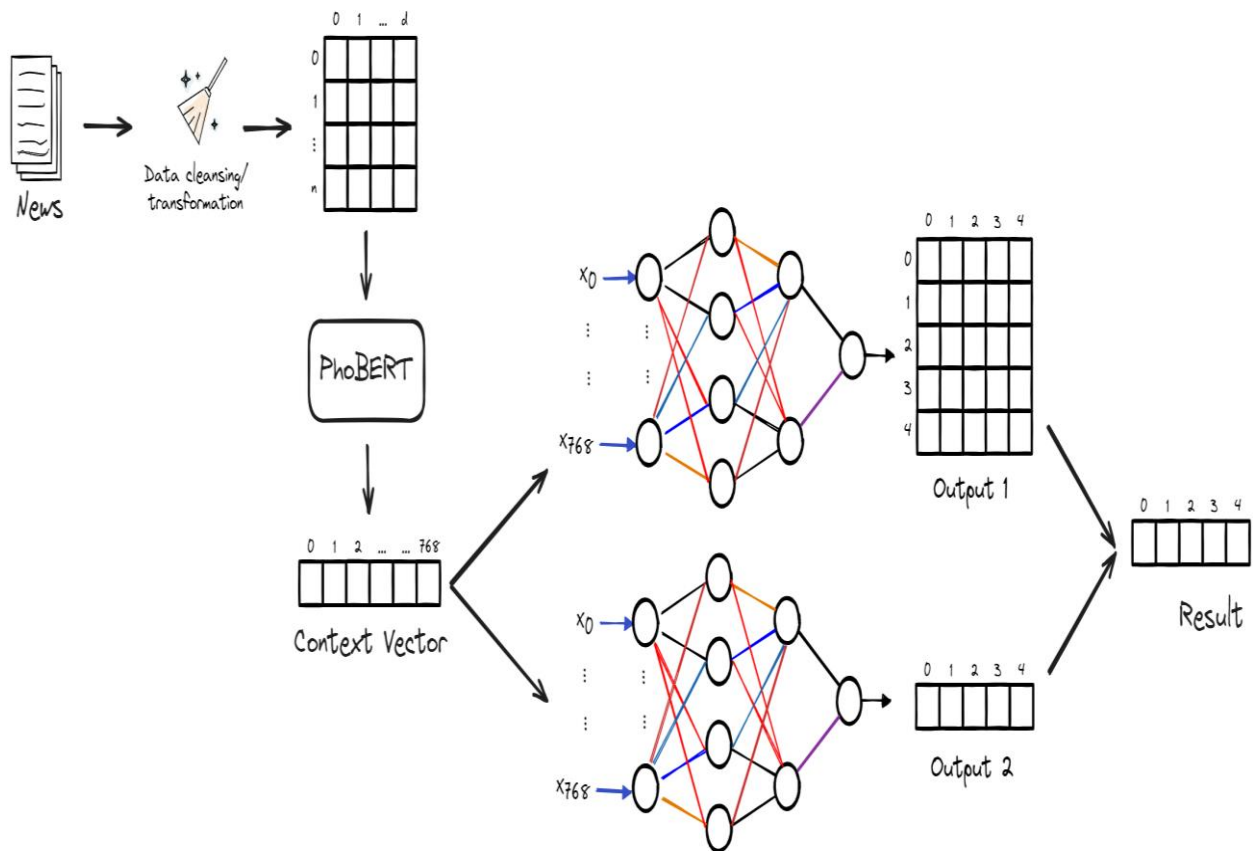 0 1 ... d
0
1
...
n
News
Data cleansing/
transformation
PhoBERT
0 1 2 ... ... 768
Context Vector
x0
⋮ ⋮
⋮ ⋮
x768
0 1 2 3 4
0
1
2
3
4
Output 1
x0
⋮ ⋮
⋮ ⋮
x768
0 1 2 3 4
Output 2
0 1 2 3 4
Result